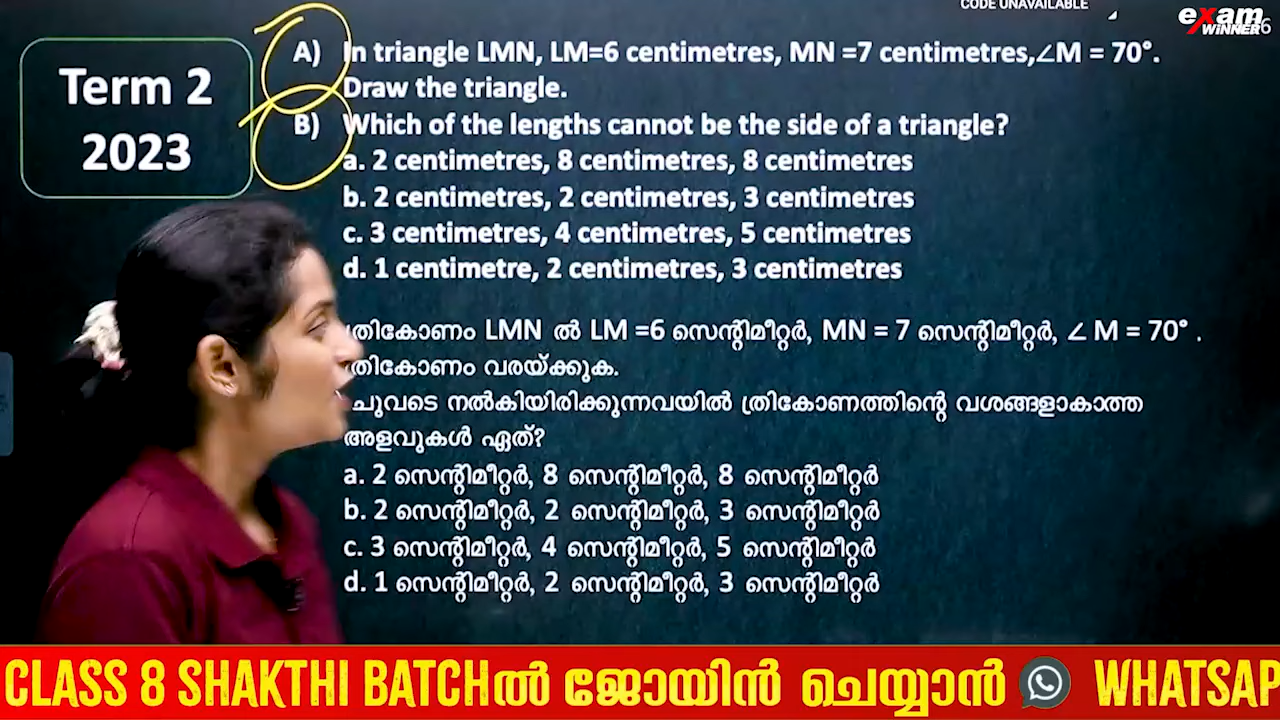 CODE UNAVAILABLE
exam WINNER
Term 2
2023
A) In triangle LMN, LM=6 centimetres, MN =7 centimetres,∠M = 70°.
Draw the triangle.
B) Which of the lengths cannot be the side of a triangle?
a. 2 centimetres, 8 centimetres, 8 centimetres
b. 2 centimetres, 2 centimetres, 3 centimetres
c. 3 centimetres, 4 centimetres, 5 centimetres
d. 1 centimetre, 2 centimetres, 3 centimetres
ത്രികോണം LMN ൽ LM =6 സെന്റിമീറ്റർ, MN = 7 സെന്റിമീറ്റർ, ∠ M = 70° .
ത്രികോണം വരയ്ക്കുക.
ചുവടെ നൽകിയിരിക്കുന്നവയിൽ ത്രികോണത്തിന്റെ വശങ്ങളാകാത്ത
അളവുകൾ ഏത്?
a. 2 സെന്റിമീറ്റർ, 8 സെന്റിമീറ്റർ, 8 സെന്റിമീറ്റർ
b. 2 സെന്റിമീറ്റർ, 2 സെന്റിമീറ്റർ, 3 സെന്റിമീറ്റർ
c. 3 സെന്റിമീറ്റർ, 4 സെന്റിമീറ്റർ, 5 സെന്റിമീറ്റർ
d. 1 സെന്റിമീറ്റർ, 2 സെന്റിമീറ്റർ, 3 സെന്റിമീറ്റർ
CLASS 8 SHAKTHI BATCHൽ ജോയിൻ ചെയ്യാൻ WHATSAP